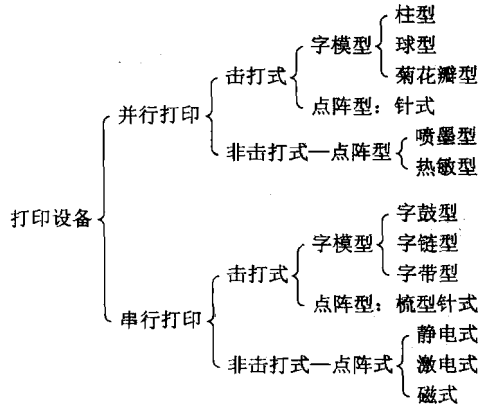 柱型
字模型
球型
击打式
菊花瓣型
并行打印
点阵型：针式
喷墨型
非击打式—点阵型
热敏型
打印设备
字鼓型
字模型
字链型
击打式
字带型
点阵型：梳型针式
串行打印
静电式
非击打式—点阵式
激电式
磁式